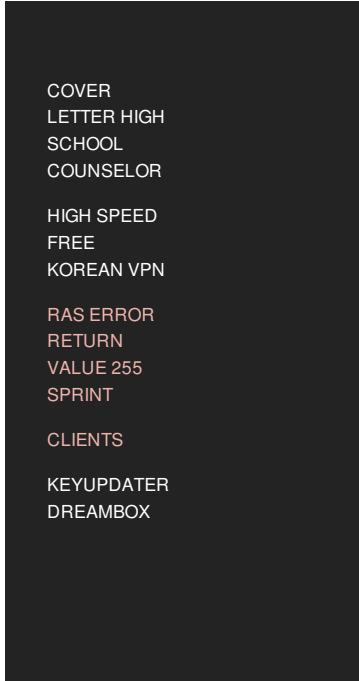 COVER
LETTER HIGH
SCHOOL
COUNSELOR
HIGH SPEED
FREE
KOREAN VPN
RAS ERROR
RETURN
VALUE 255
SPRINT
CLIENTS
KEYUPDATER
DREAMBOX